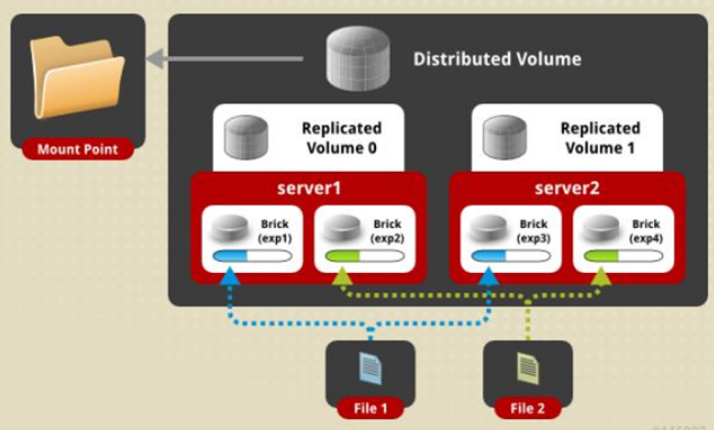 Distributed Volume
Mount Point
Replicated
Volume 0
Replicated
Volume 1
server1
server2
Brick
(exp1)
Brick
(exp2)
Brick
(exp3)
Brick
(exp4)
File 1
File 2